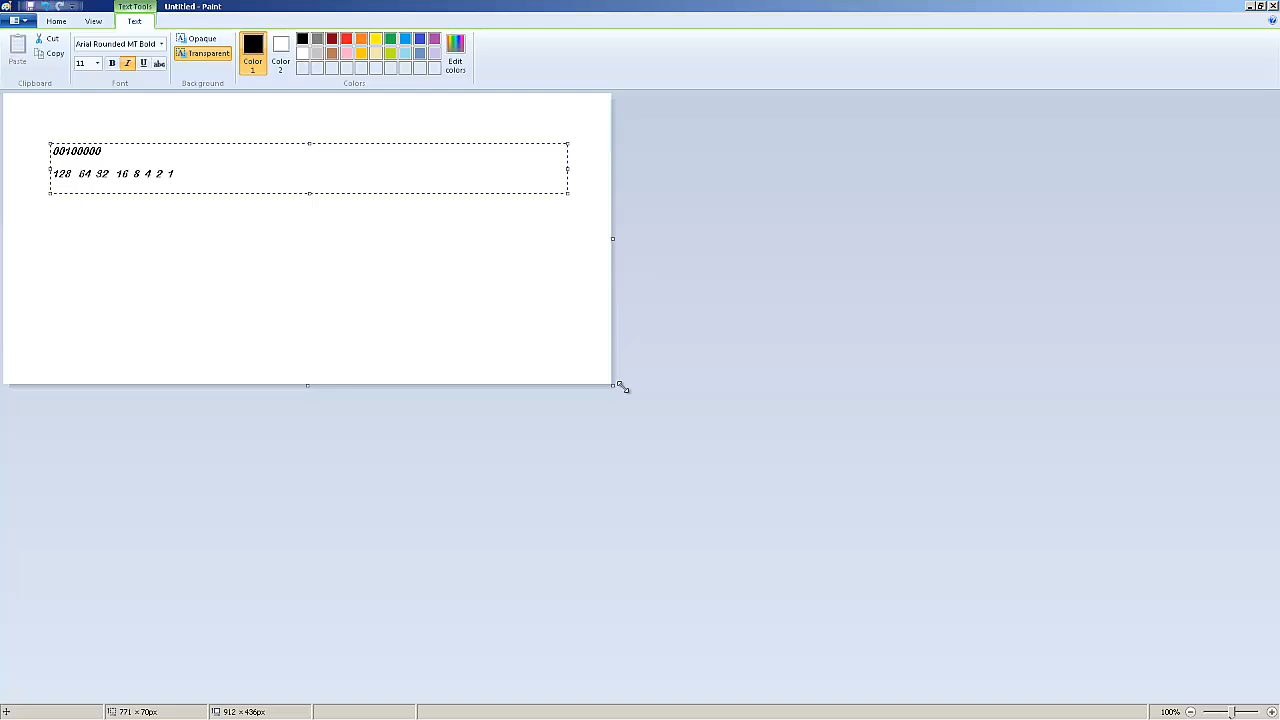 Text Tools Untitled - Paint
Home View Text
Paste
Cut
Copy
Clipboard
Arial Rounded MT Bold
11 B I U abc
Font
Opaque
Transparent
Background
Color 1
Color 2
Edit colors
Colors
00100000
128 64 32 16 8 4 2 1
771 × 70px 912 × 436px 100%